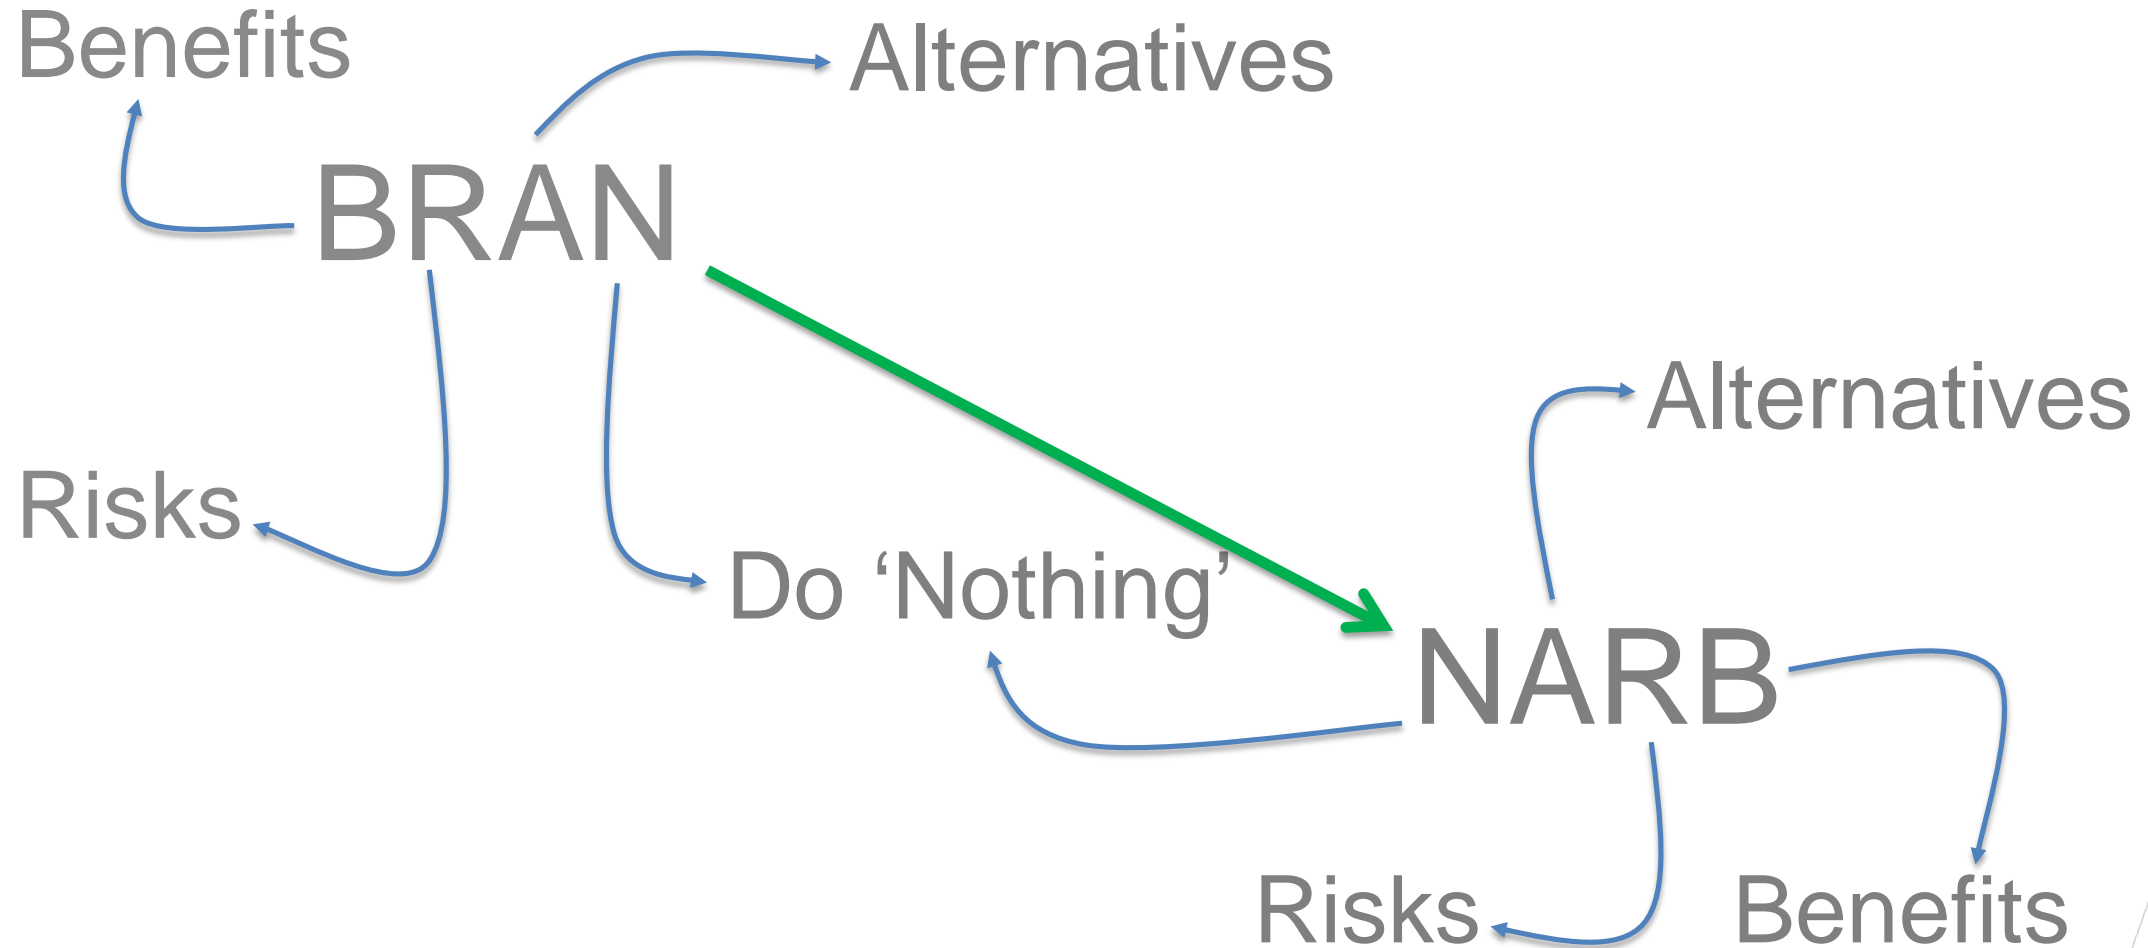 Benefits
Alternatives
BRAN
Alternatives
Risks
Do ‘Nothing’
NARB
Risks
Benefits